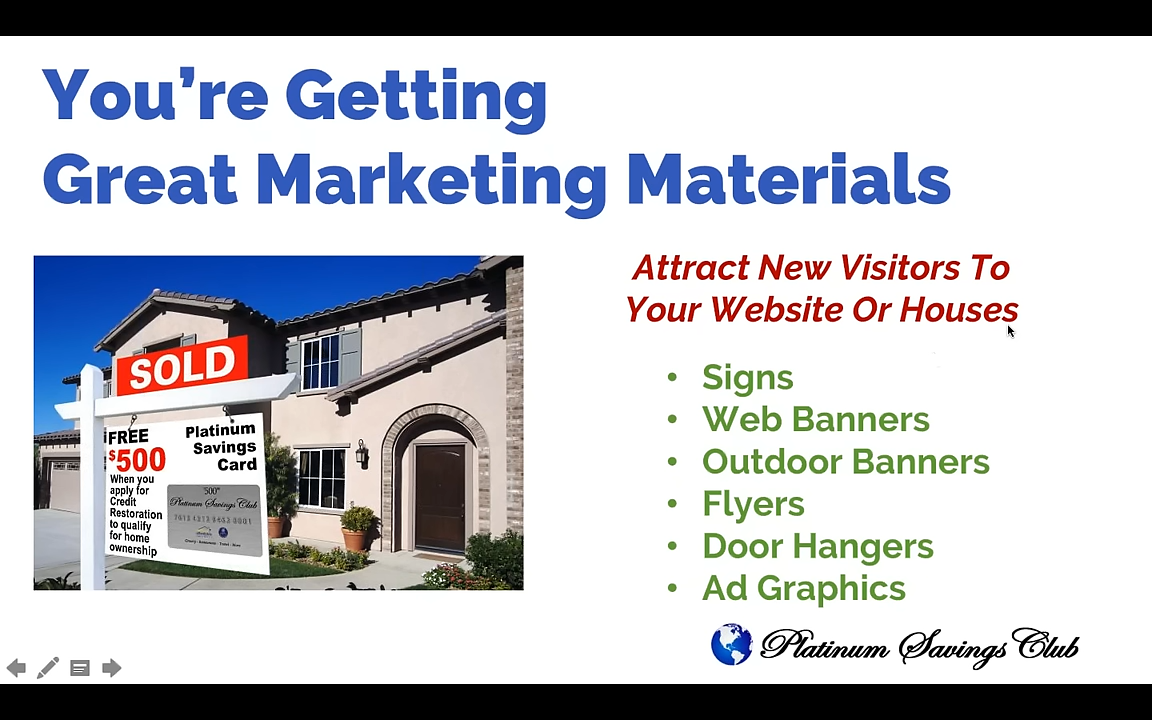 You’re Getting
Great Marketing Materials
SOLD
FREE
$500
When you
apply for
Credit
Restoration
to qualify
for home
ownership
Platinum
Savings
Card
"500"
Platinum Savings Club
Attract New Visitors To
Your Website Or Houses
• Signs
• Web Banners
• Outdoor Banners
• Flyers
• Door Hangers
• Ad Graphics
Platinum Savings Club